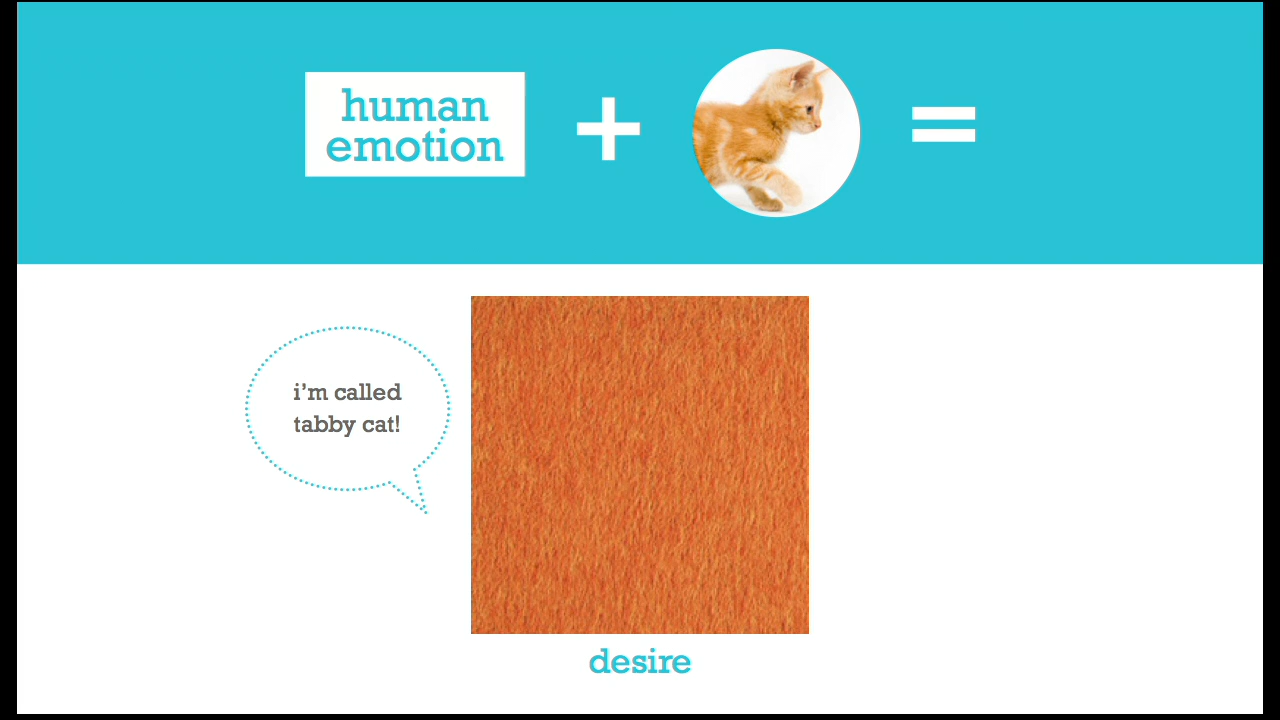 human
emotion
+
=
i'm called
tabby cat!
desire